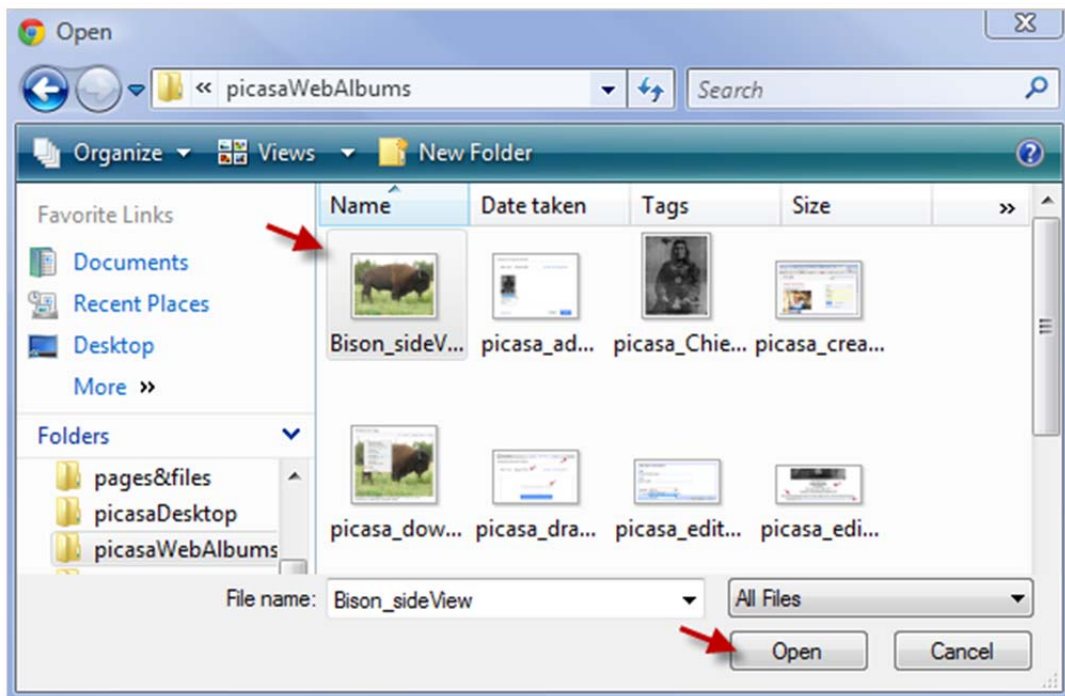 Open
« picasaWebAlbums
Search
Organize Views New Folder
Favorite Links
Documents
Recent Places
Desktop
More »
Folders
pages&files
picasaDesktop
picasaWebAlbums
Name Date taken Tags Size »
Bison_sideV... picasa_ad... picasa_Chie... picasa_crea...
picasa_dow... picasa_dra... picasa_edit... picasa_edi...
File name: Bison_sideView All Files
Open Cancel